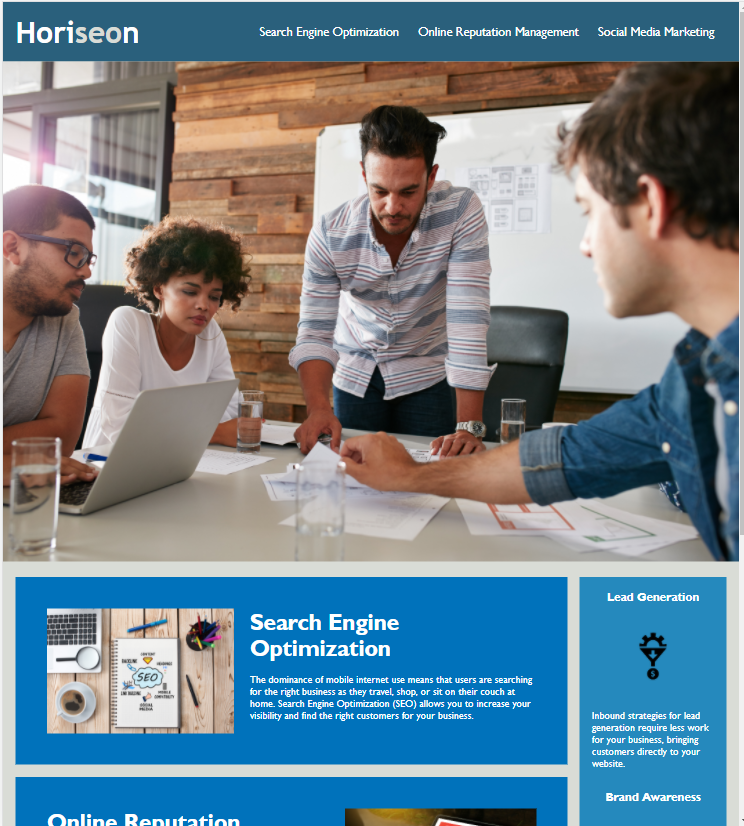 Horiseon
Search Engine Optimization Online Reputation Management Social Media Marketing
SEO
Search Engine
Optimization
The dominance of mobile internet use means that users are searching
for the right business as they travel, shop, or sit on their couch at
home. Search Engine Optimization (SEO) allows you to increase your
visibility and find the right customers for your business.
Online Reputation
Lead Generation
$
Inbound strategies for lead
generation require less work
for your business, bringing
customers directly to your
website.
Brand Awareness